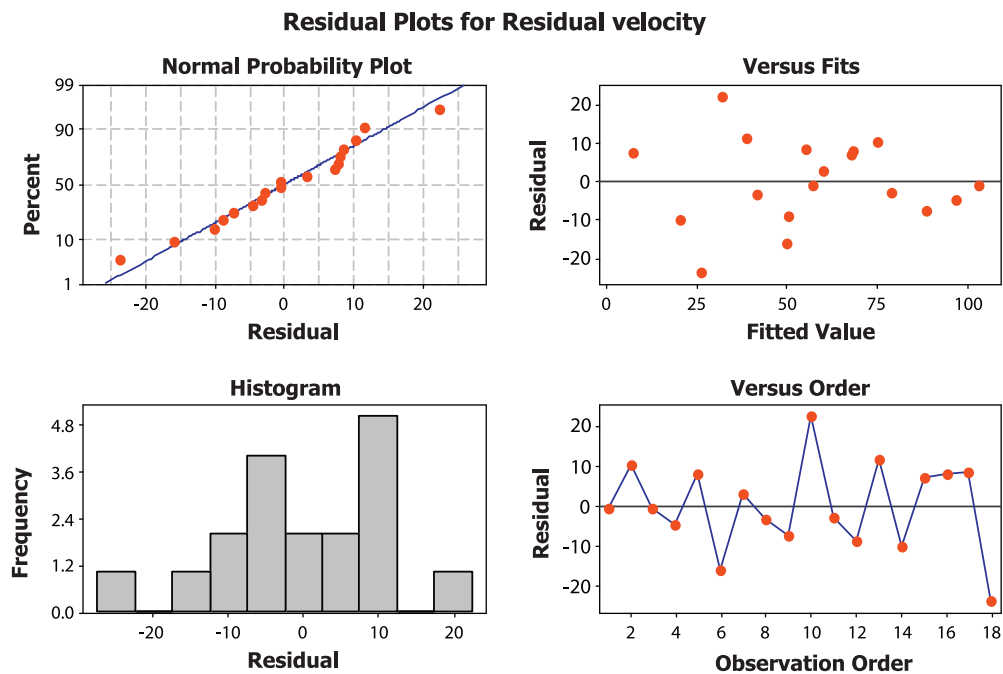 Residual Plots for Residual velocity
Normal Probability Plot
99
90
50
10
1
Percent
-20 -10 0 10 20
Residual
Versus Fits
20
10
0
-10
-20
Residual
0 25 50 75 100
Fitted Value
Histogram
4.8
3.6
2.4
1.2
0.0
Frequency
-20 -10 0 10 20
Residual
Versus Order
20
10
0
-10
-20
Residual
2 4 6 8 10 12 14 16 18
Observation Order